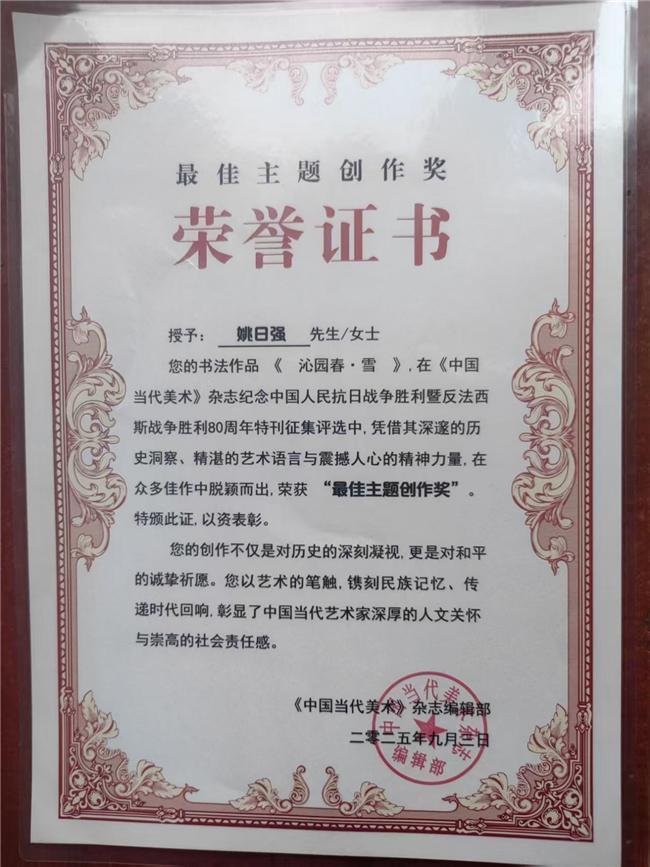 最佳主题创作奖
荣誉证书
授予： 姚日强 先生/女士
您的书法作品《 沁园春·雪 》，在《中国
当代美术》杂志纪念中国人民抗日战争胜利暨反法西
斯战争胜利80周年特刊征集评选中，凭借其深邃的历
史洞察、精湛的艺术语言与震撼人心的精神力量，在
众多佳作中脱颖而出，荣获“最佳主题创作奖”。
特颁此证，以资表彰。
您的创作不仅是对历史的深刻凝视，更是对和平
的诚挚祈愿。您以艺术的笔触，镌刻民族记忆、传
递时代回响，彰显了中国当代艺术家深厚的人文关怀
与崇高的社会责任感。
《中国当代美术》杂志编辑部
二零二五年九月三日
中国当代美术杂志
编辑部